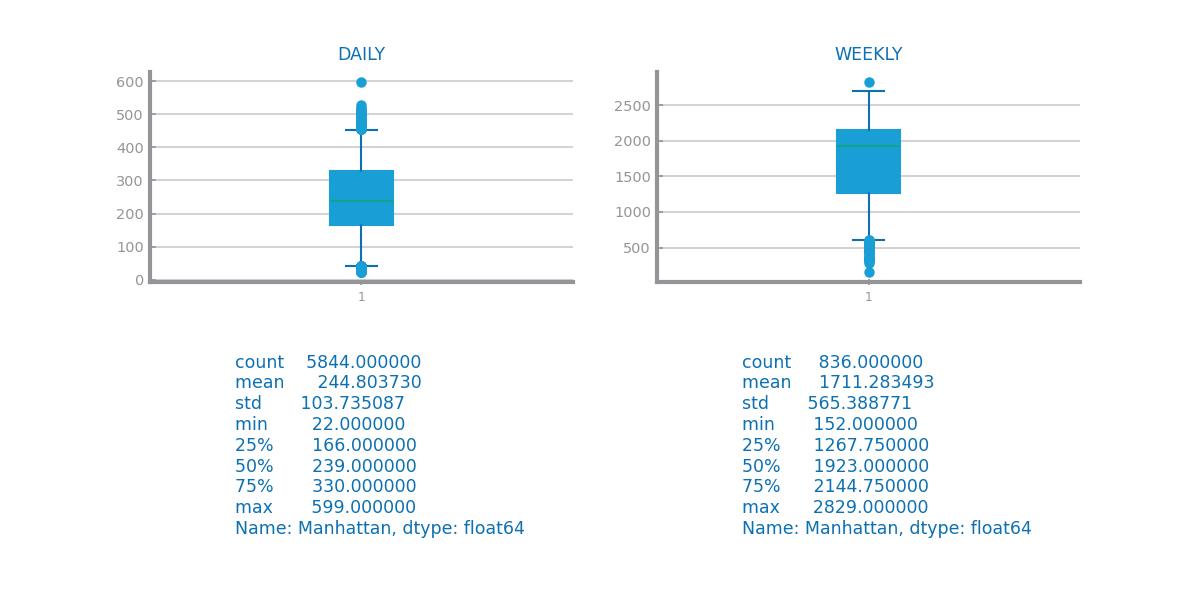 DAILY
600
500
400
300
200
100
0
1
count 5844.000000
mean 244.803730
std 103.735087
min 22.000000
25% 166.000000
50% 239.000000
75% 330.000000
max 599.000000
Name: Manhattan, dtype: float64
WEEKLY
2500
2000
1500
1000
500
1
count 836.000000
mean 1711.283493
std 565.388771
min 152.000000
25% 1267.750000
50% 1923.000000
75% 2144.750000
max 2829.000000
Name: Manhattan, dtype: float64